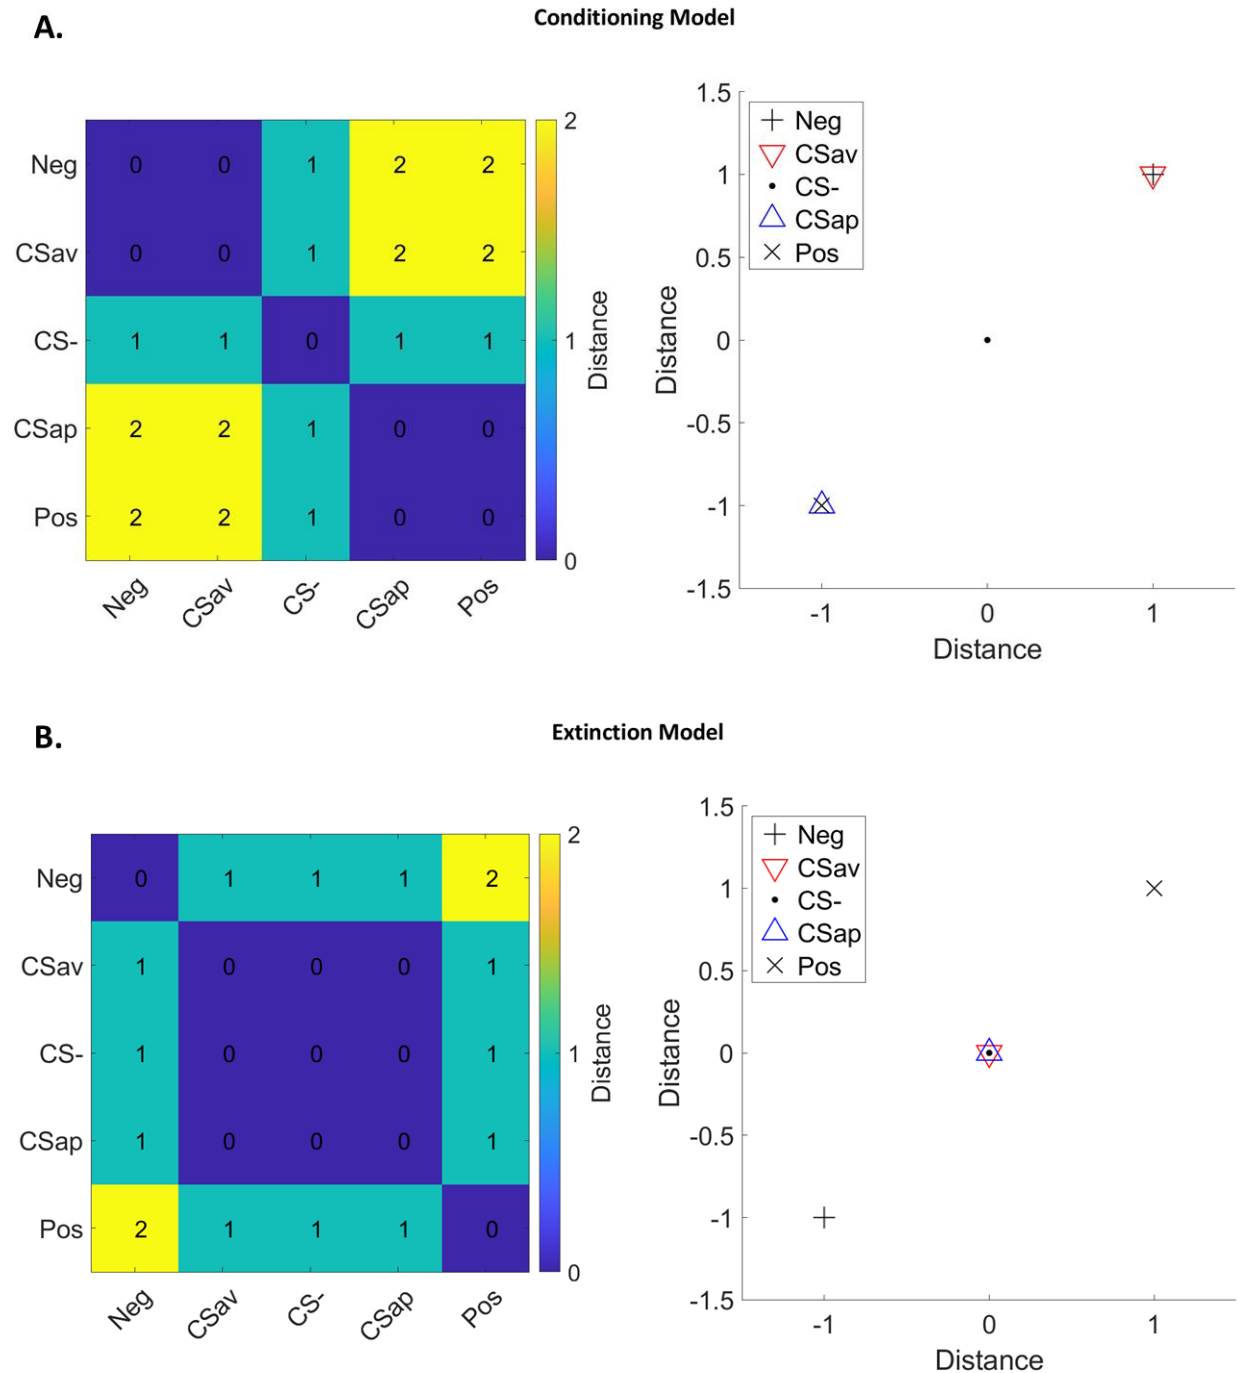 Conditioning Model
A.
Neg 0 0 1 2 2
CSav 0 0 1 2 2
CS- 1 1 0 1 1
CSap 2 2 1 0 0
Pos 2 2 1 0 0
Neg CSav CS- CSap Pos
2
1
0
Distance
1.5
1
0.5
0
-0.5
-1
-1.5
Distance
Neg
CSav
CS-
CSap
Pos
-1 0 1
Distance
Extinction Model
B.
Neg 0 1 1 1 2
CSav 1 0 0 0 1
CS- 1 0 0 0 1
CSap 1 0 0 0 1
Pos 2 1 1 1 0
Neg CSav CS- CSap Pos
2
1
0
Distance
1.5
1
0.5
0
-0.5
-1
-1.5
Distance
Neg
CSav
CS-
CSap
Pos
-1 0 1
Distance